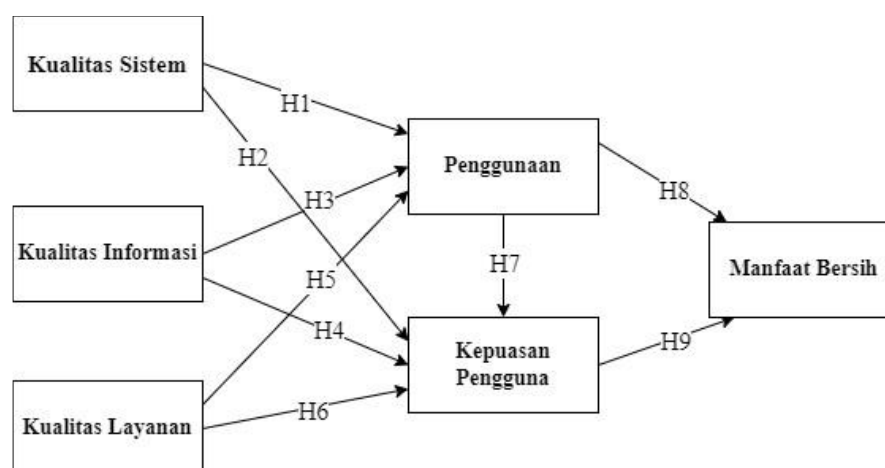 Kualitas Sistem
H1
H2
Penggunaan
H8
H3
Kualitas Informasi
H7
Manfaat Bersih
H5
H4
Kepuasan
Pengguna
H9
H6
Kualitas Layanan